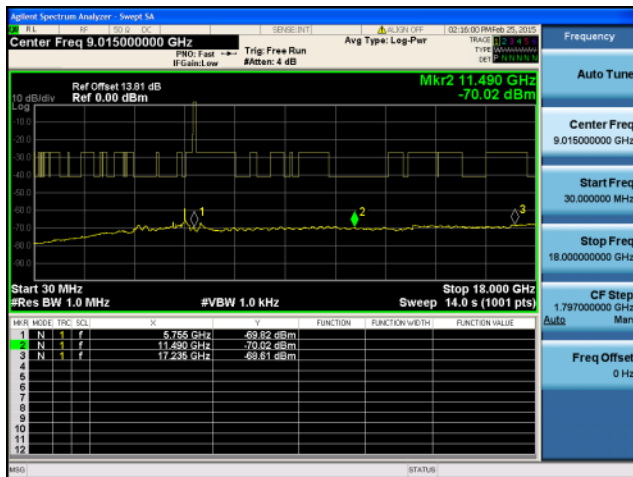 Agilent Spectrum Analyzer - Swept SA
RL RF 50 Ω DC SENSE:INT ALIGN OFF 02:16:00 PM Feb 25, 2015
Center Freq 9.015000000 GHz
PNO: Fast
IFGain:Low
Trig: Free Run
#Atten: 4 dB
Avg Type: Log-Pwr
TRACE 1 2 3 4 5 6
TYPE
DET P N N N N N
Ref Offset 13.81 dB
10 dB/div Ref 0.00 dBm
Log
Mkr2 11.490 GHz
-70.02 dBm
-10.0
-20.0
-30.0
-40.0
-50.0
-60.0
-70.0
-80.0
-90.0
1
2
3
Start 30 MHz Stop 18.000 GHz
#Res BW 1.0 MHz #VBW 1.0 kHz Sweep 14.0 s (1001 pts)
MKR MODE TRC SCL X Y FUNCTION FUNCTION WIDTH FUNCTION VALUE
1 N 1 f 5.755 GHz -69.82 dBm
2 N 1 f 11.490 GHz -70.02 dBm
3 N 1 f 17.235 GHz -68.61 dBm
4
5
6
7
8
9
10
11
12
MSG STATUS
Frequency
Auto Tune
Center Freq
9.015000000 GHz
Start Freq
30.000000 MHz
Stop Freq
18.000000000 GHz
CF Step
1.797000000 GHz
Auto Man
Freq Offset
0 Hz